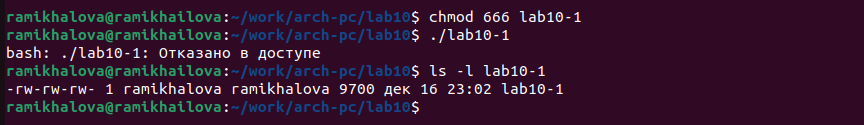 ramikhalova@ramikhailova:~/work/arch-pc/lab10$ chmod 666 lab10-1
ramikhalova@ramikhailova:~/work/arch-pc/lab10$ ./lab10-1
bash: ./lab10-1: Отказано в доступе
ramikhalova@ramikhailova:~/work/arch-pc/lab10$ ls -l lab10-1
-rw-rw-rw- 1 ramikhalova ramikhalova 9700 дек 16 23:02 lab10-1
ramikhalova@ramikhailova:~/work/arch-pc/lab10$